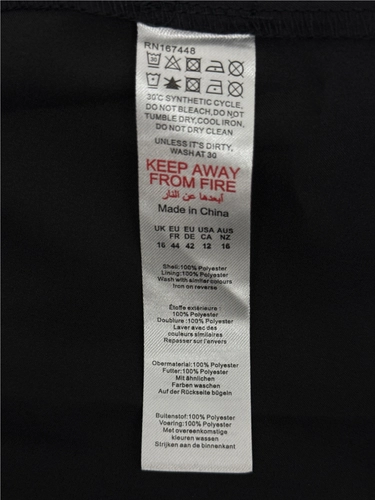 RN167448
30
30°C SYNTHETIC CYCLE,
DO NOT BLEACH,DO NOT
TUMBLE DRY,COOL IRON,
DO NOT DRY CLEAN
UNLESS IT'S DIRTY,
WASH AT 30
KEEP AWAY
FROM FIRE
أبعدها عن النار
Made in China
UK EU EU USA AUS
FR DE CA NZ
16 44 42 12 16
Shell:100% Polyester
Lining:100% Polyester
Wash with similar colours
Iron on reverse
Étoffe extérieure :
100% Polyester
Doublure :100% Polyester
Laver avec des
couleurs similaires
Repasser sur l'envers
Obermaterial: 100% Polyester
Futter:100% Polyester
Mit ähnlichen
Farben waschen
Auf der Rückseite bügeln
Buitenstof:100% Polyester
Voering:100% Polyester
Met overeenkomstige
kleuren wassen
Strijken aan de binnenkant